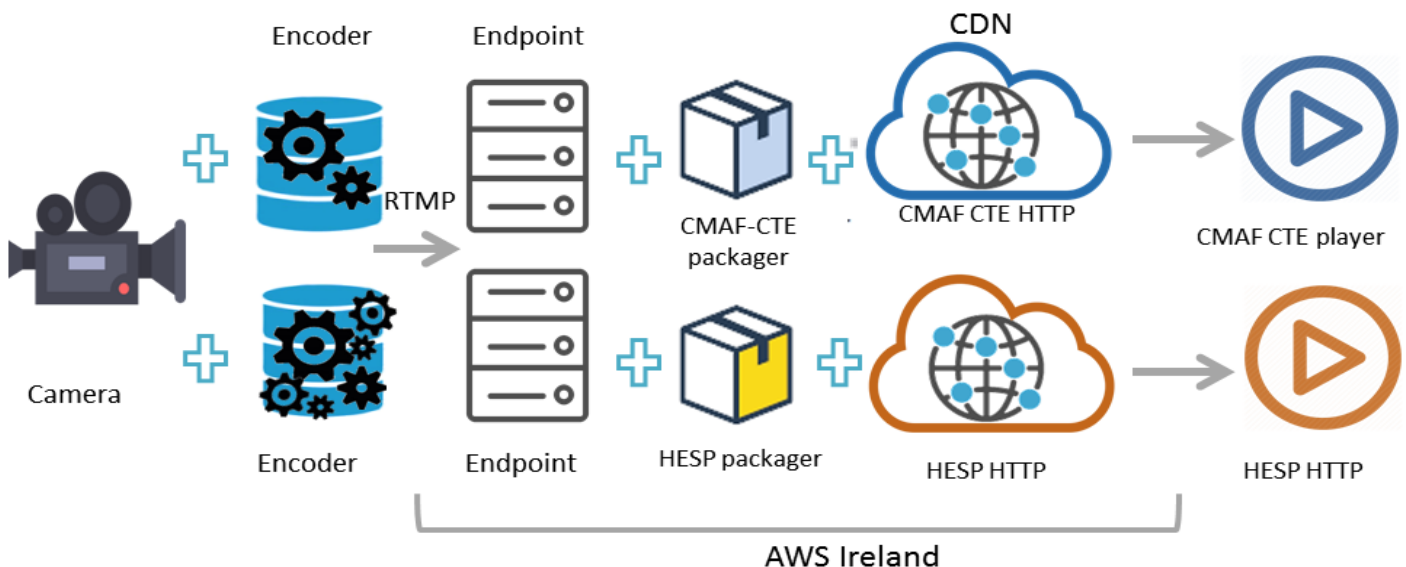 Encoder
Endpoint
CDN
RTMP
CMAF-CTE
packager
CMAF CTE HTTP
CMAF CTE player
Camera
Encoder
Endpoint
HESP packager
HESP HTTP
HESP HTTP
AWS Ireland